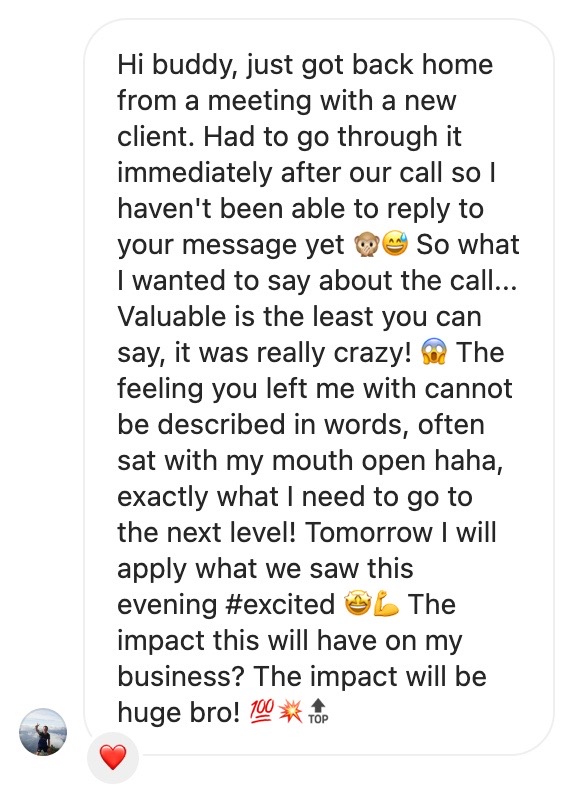 Hi buddy, just got back home
from a meeting with a new
client. Had to go through it
immediately after our call so I
haven't been able to reply to
your message yet 🙊😅 So what
I wanted to say about the call...
Valuable is the least you can
say, it was really crazy! 😱 The
feeling you left me with cannot
be described in words, often
sat with my mouth open haha,
exactly what I need to go to
the next level! Tomorrow I will
apply what we saw this
evening #excited 🤩💪 The
impact this will have on my
business? The impact will be
huge bro! 💯💥🔝